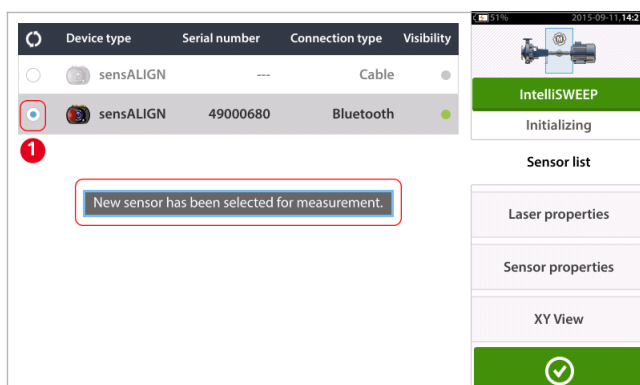 51% 2015-09-11,14:2
Device type Serial number Connection type Visibility
sensALIGN --- Cable
sensALIGN 49000680 Bluetooth
1
New sensor has been selected for measurement.
M
IntelliSWEEP
Initializing
Sensor list
Laser properties
Sensor properties
XY View